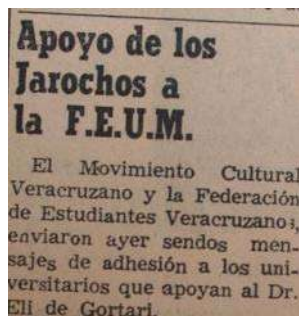 Apoyo de los
Jarochos a
la F.E.U.M.
El Movimiento Cultural
Veracruzano y la Federación
de Estudiantes Veracruzanos,
enviaron ayer sendos men-
sajes de adhesión a los uni-
versitarios que apoyan al Dr.
Eli de Gortari.